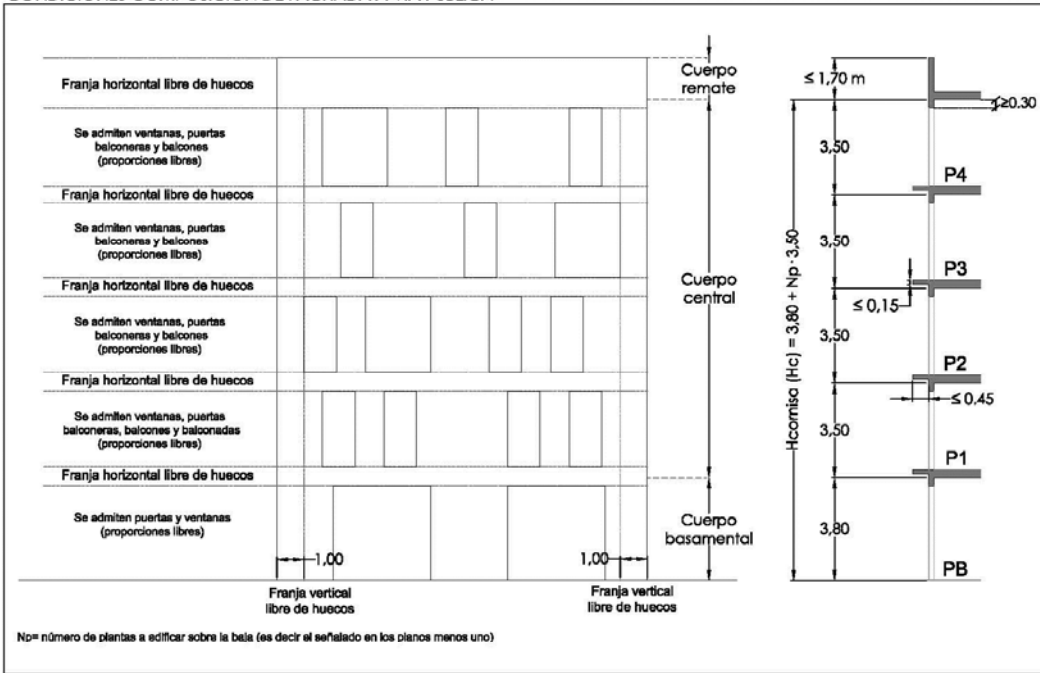 Franja horizontal libre de huecos
Se admiten ventanas, puertas
balconeras y balcones
(proporciones libres)
Franja horizontal libre de huecos
Se admiten ventanas, puertas
balconeras y balcones
(proporciones libres)
Franja horizontal libre de huecos
Se admiten ventanas, puertas
balconeras y balcones
(proporciones libres)
Franja horizontal libre de huecos
Se admiten ventanas, puertas
balconeras, balcones y balconadas
(proporciones libres)
Franja horizontal libre de huecos
Se admiten puertas y ventanas
(proporciones libres)
1,00
1,00
Franja vertical
libre de huecos
Franja vertical
libre de huecos
Cuerpo
remate
Cuerpo
central
Cuerpo
basamental
Hcornisa (Hc) = 3,80 + Np· 3,50
≤ 1,70 m
≥0.30
3,50
P4
3,50
P3
≤ 0,15
3,50
P2
≤ 0,45
3,50
P1
3,80
PB
Np= número de plantas a edificar sobre la baja (es decir el señalado en los planos menos uno)